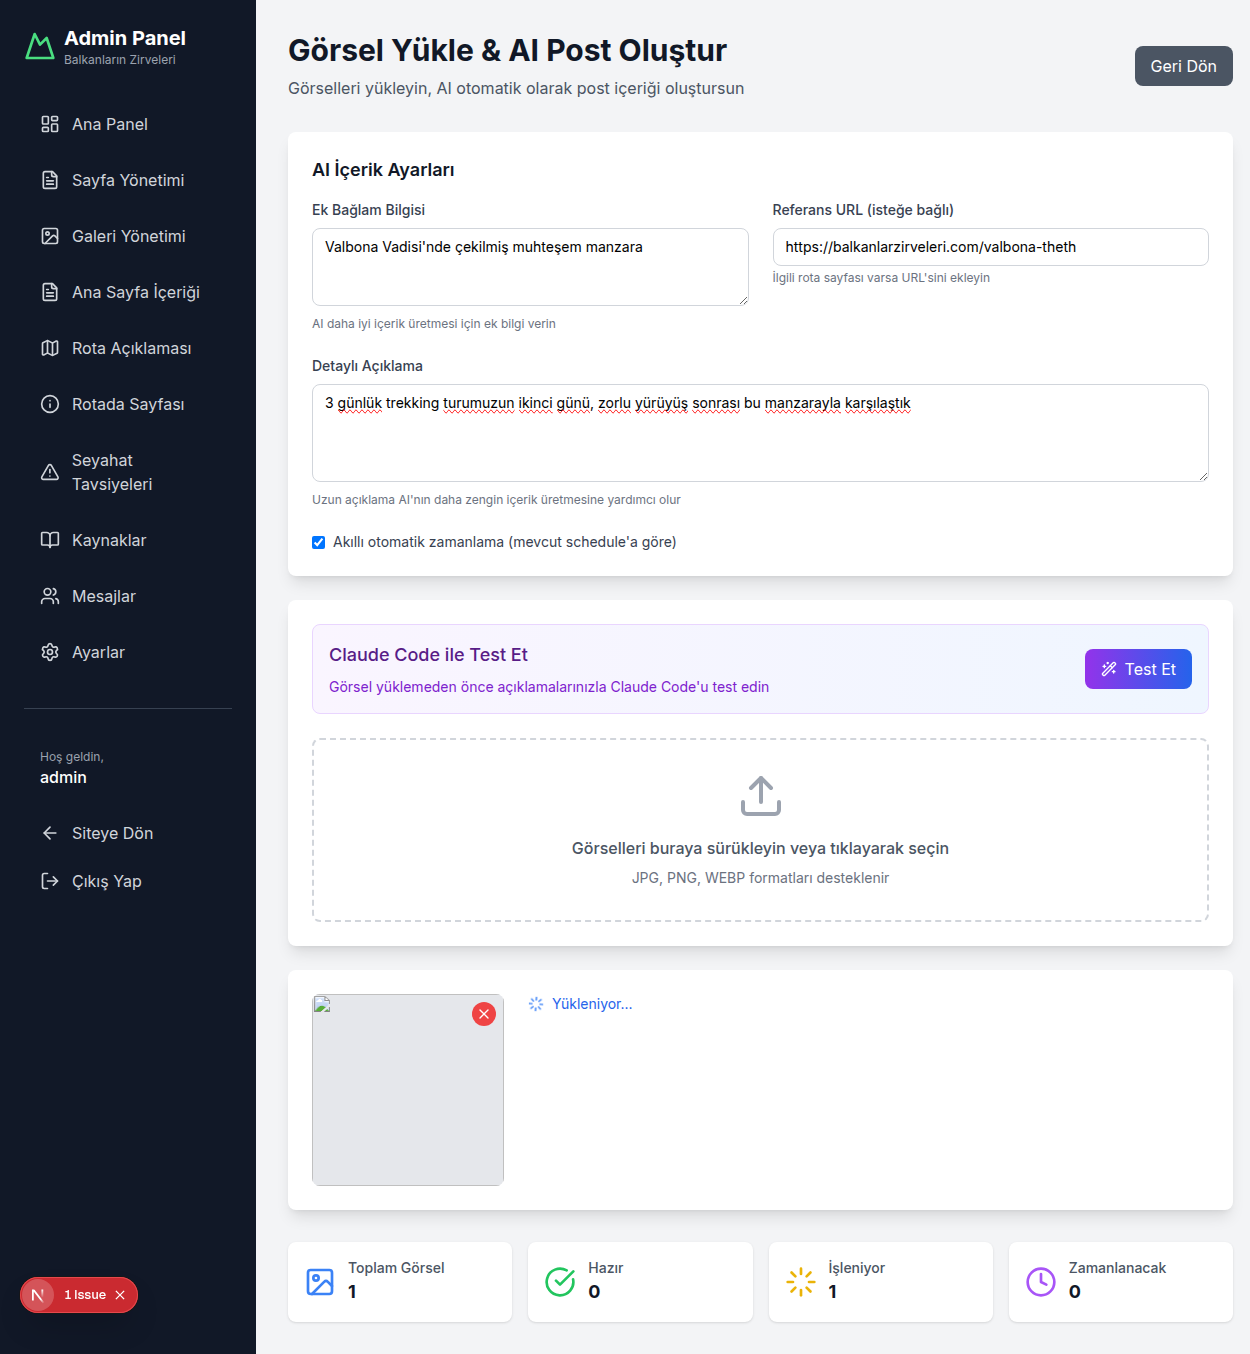 Admin Panel
Balkanların Zirveleri
Ana Panel
Sayfa Yönetimi
Galeri Yönetimi
Ana Sayfa İçeriği
Rota Açıklaması
Rotada Sayfası
Seyahat
Tavsiyeleri
Kaynaklar
Mesajlar
Ayarlar
Hoş geldin,
admin
Siteye Dön
Çıkış Yap
N
1 Issue
Görsel Yükle & AI Post Oluştur
Görselleri yükleyin, AI otomatik olarak post içeriği oluştursun
Geri Dön
AI İçerik Ayarları
Ek Bağlam Bilgisi
Valbona Vadisi'nde çekilmiş muhteşem manzara
AI daha iyi içerik üretmesi için ek bilgi verin
Referans URL (isteğe bağlı)
https://balkanlarzirveleri.com/valbona-theth
İlgili rota sayfası varsa URL'sini ekleyin
Detaylı Açıklama
3 günlük trekking turumuzun ikinci günü, zorlu yürüyüş sonrası bu manzarayla karşılaştık
Uzun açıklama AI'nın daha zengin içerik üretmesine yardımcı olur
Akıllı otomatik zamanlama (mevcut schedule'a göre)
Claude Code ile Test Et
Görsel yüklemeden önce açıklamalarınızla Claude Code'u test edin
Test Et
Görselleri buraya sürükleyin veya tıklayarak seçin
JPG, PNG, WEBP formatları desteklenir
Yükleniyor...
Toplam Görsel
1
Hazır
0
İşleniyor
1
Zamanlanacak
0